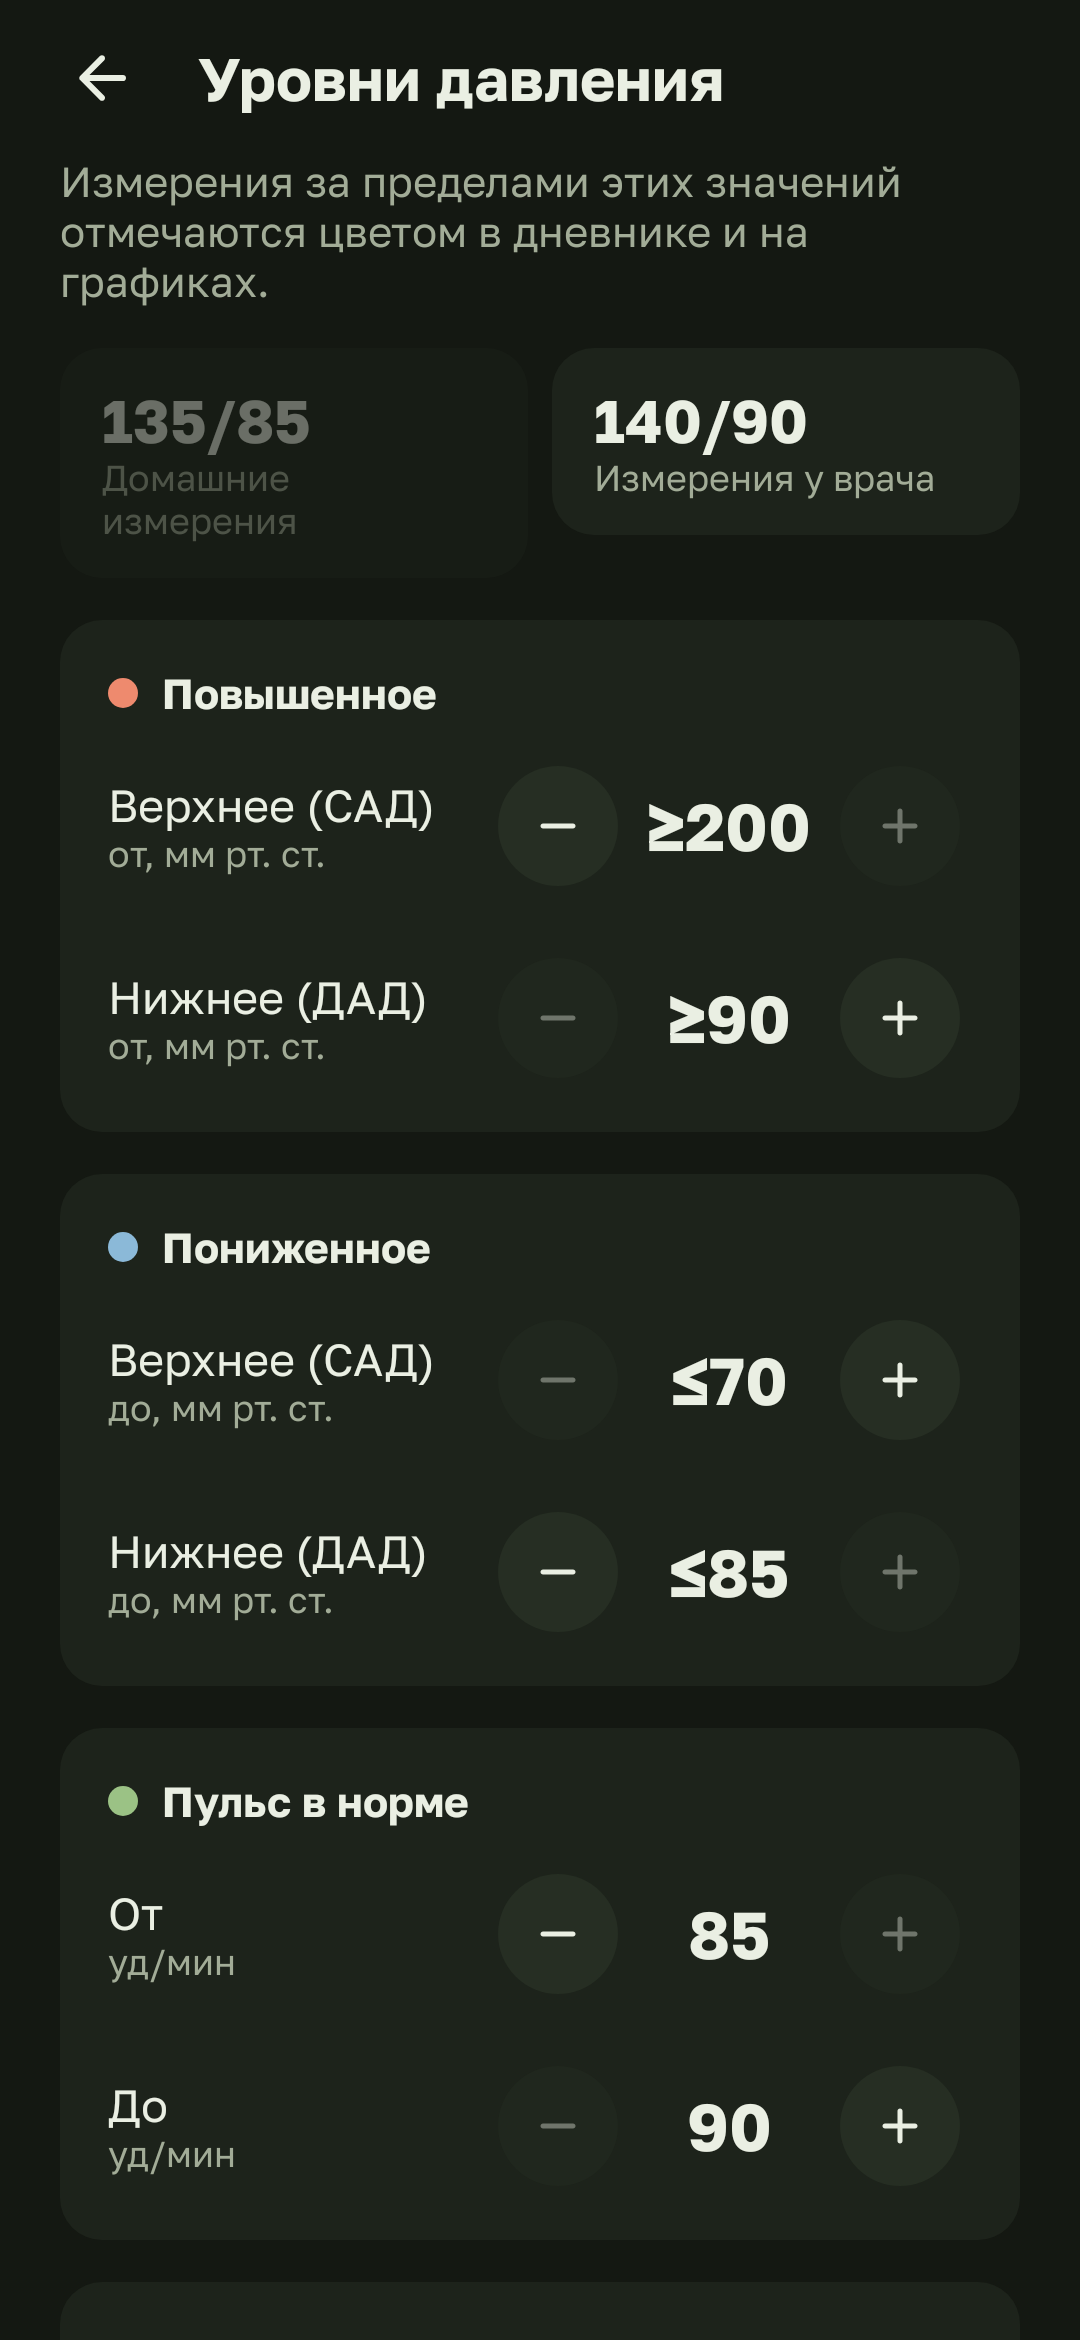 Уровни давления
Измерения за пределами этих значений
отмечаются цветом в дневнике и на
графиках.
135/85
Домашние
измерения
140/90
Измерения у врача
Повышенное
Верхнее (САД)
от, мм рт. ст.
− ≥200 +
Нижнее (ДАД)
от, мм рт. ст.
− ≥90 +
Пониженное
Верхнее (САД)
до, мм рт. ст.
− ≤70 +
Нижнее (ДАД)
до, мм рт. ст.
− ≤85 +
Пульс в норме
От
уд/мин
− 85 +
До
уд/мин
− 90 +